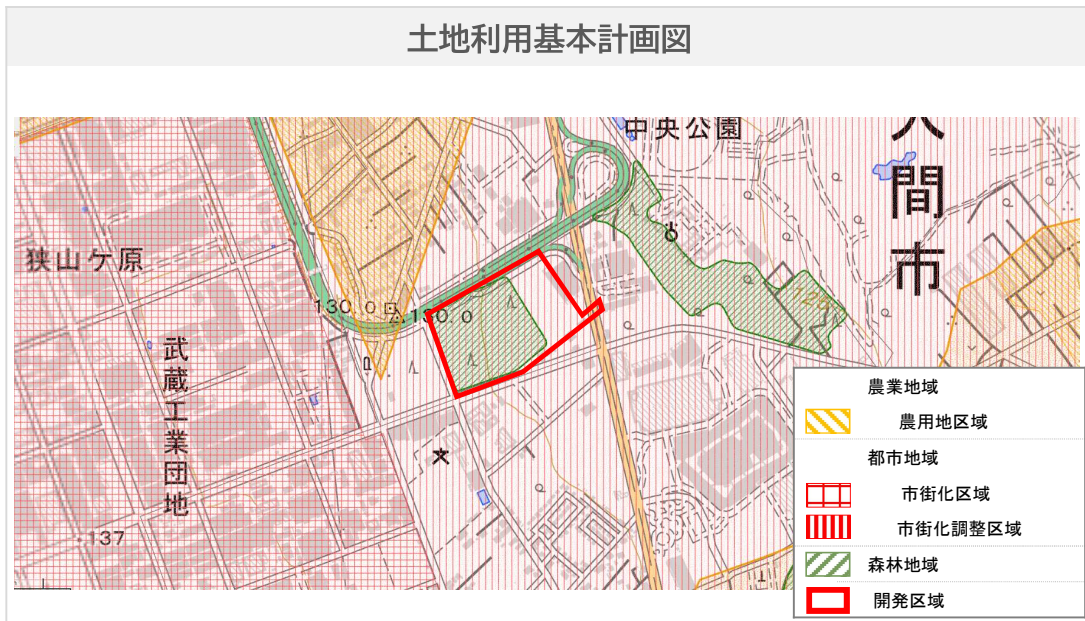 土地利用基本計画図
中央公園
入間市
狭山ケ原
130.0
130.0
武蔵工業団地
文
137
農業地域
農用地区域
都市地域
市街化区域
市街化調整区域
森林地域
開発区域